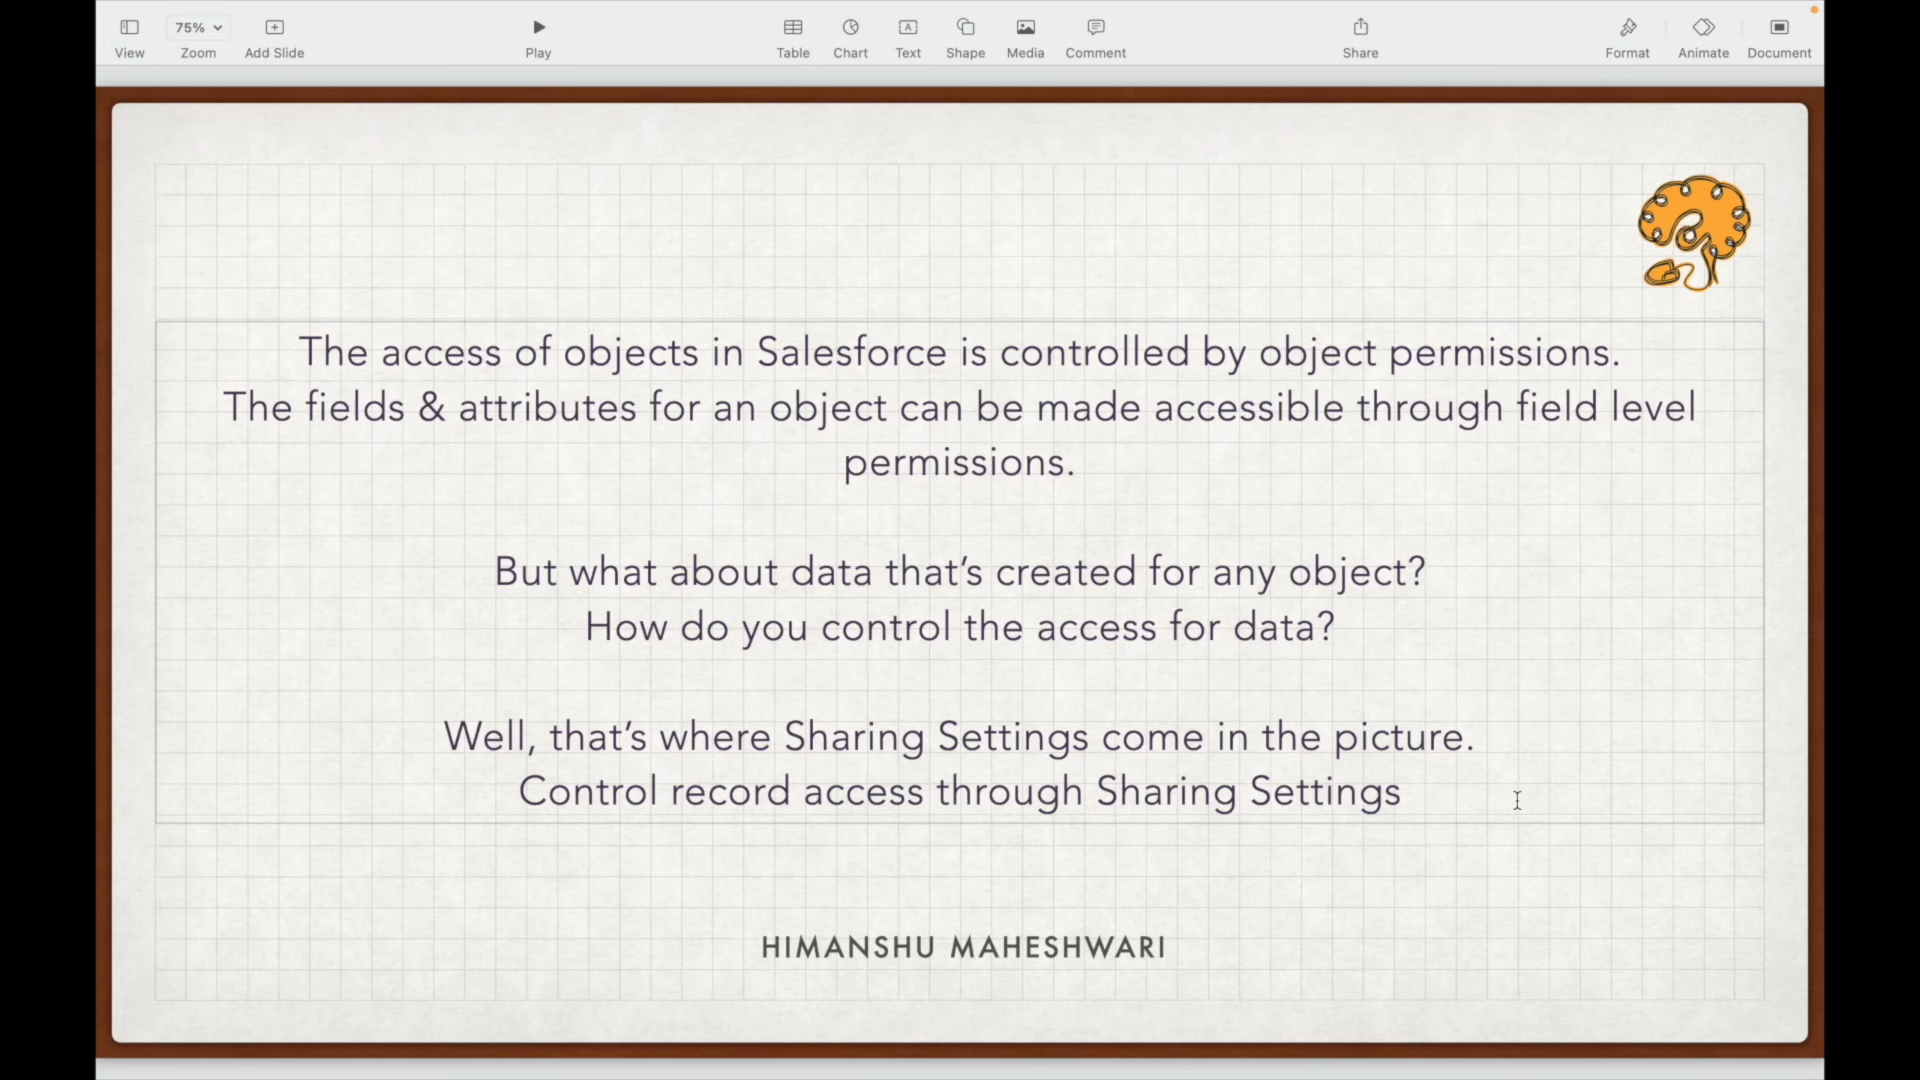 75%
View
Zoom
Add Slide
Play
Table
Chart
Text
Shape
Media
Comment
Share
Format
Animate
Document
The access of objects in Salesforce is controlled by object permissions.
The fields & attributes for an object can be made accessible through field level
permissions.
But what about data that’s created for any object?
How do you control the access for data?
Well, that’s where Sharing Settings come in the picture.
Control record access through Sharing Settings
HIMANSHU MAHESHWARI